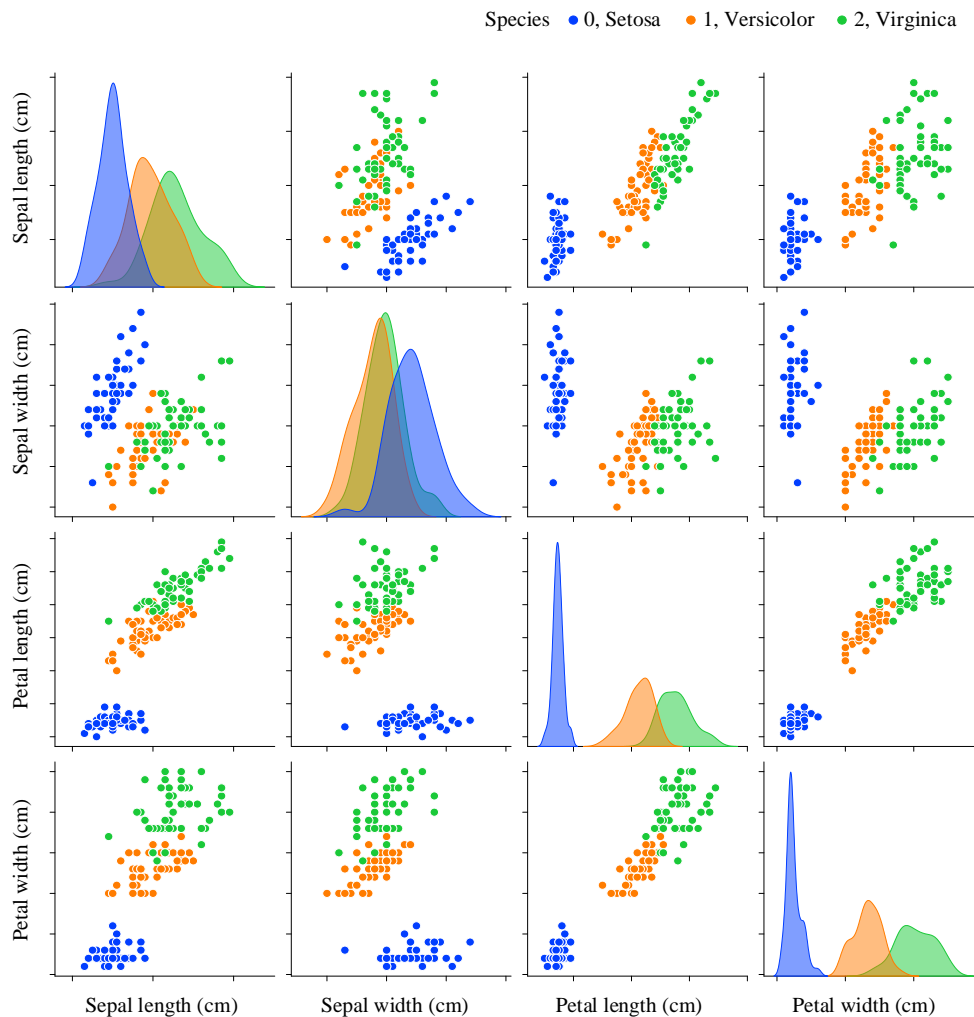 Species 0, Setosa 1, Versicolor 2, Virginica
Sepal length (cm)
Sepal width (cm)
Petal length (cm)
Petal width (cm)
Sepal length (cm) Sepal width (cm) Petal length (cm) Petal width (cm)